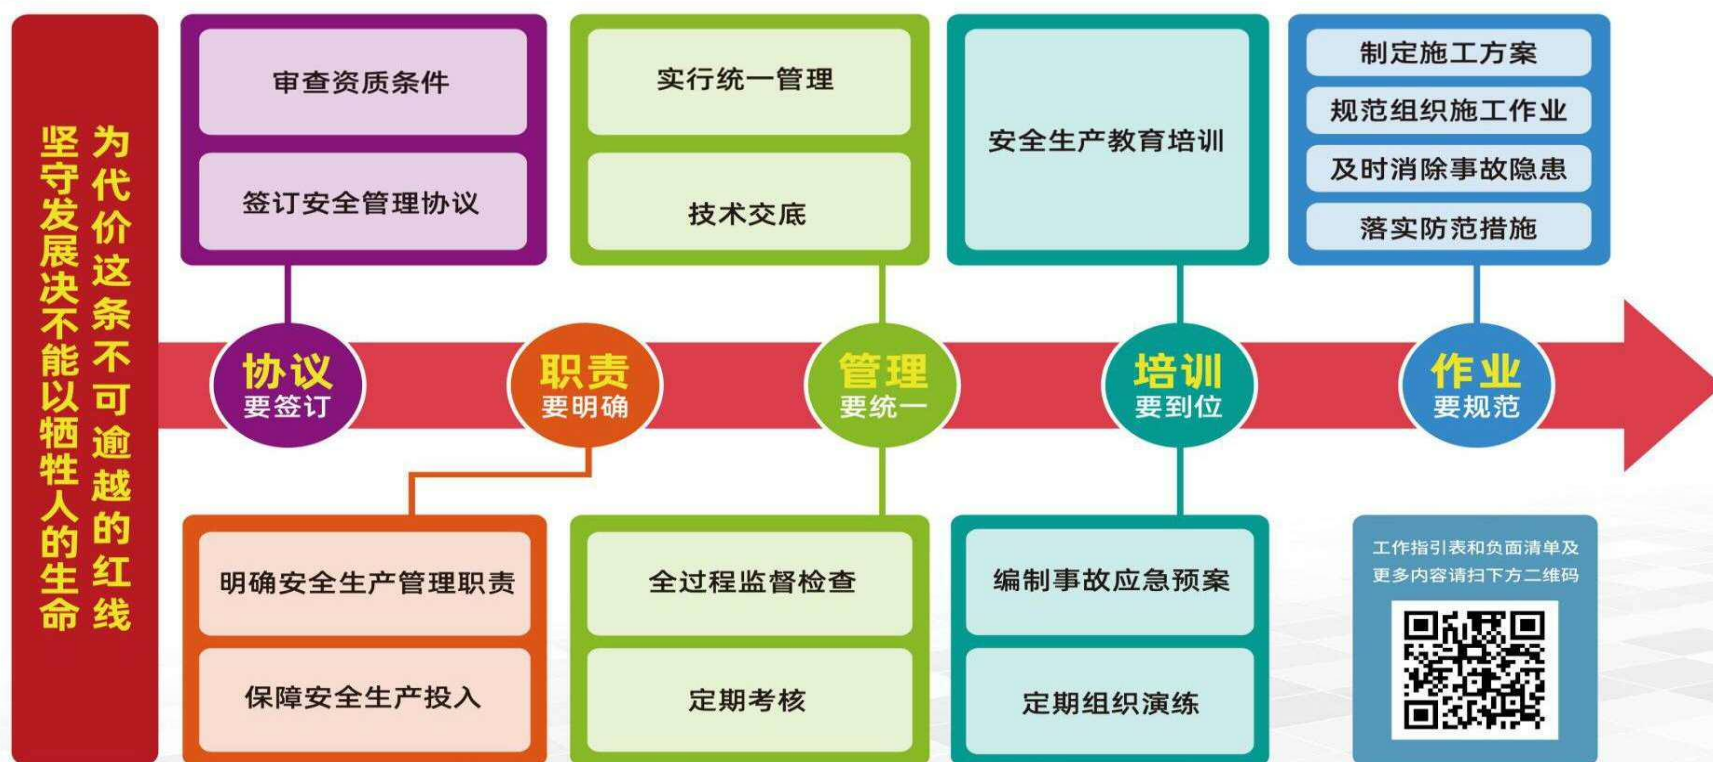 坚守发展决不能以牺牲人的生命
为代价这条不可逾越的红线
审查资质条件
签订安全管理协议
实行统一管理
技术交底
安全生产教育培训
制定施工方案
规范组织施工作业
及时消除事故隐患
落实防范措施
协议
要签订
职责
要明确
管理
要统一
培训
要到位
作业
要规范
明确安全生产管理职责
保障安全生产投入
全过程监督检查
定期考核
编制事故应急预案
定期组织演练
工作指引表和负面清单及
更多内容请扫下方二维码